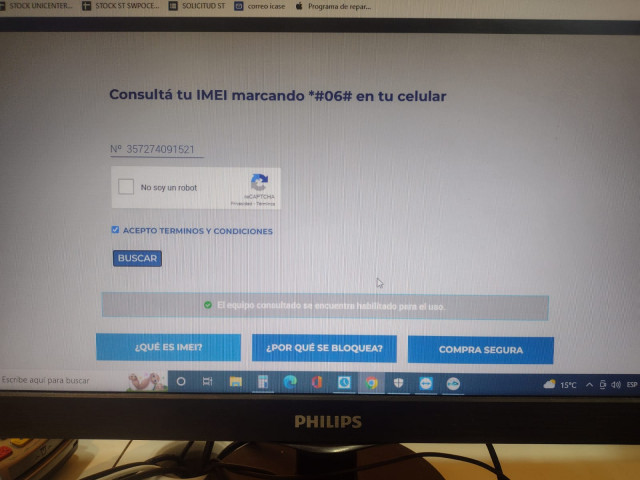 STOCK UNICENTER...
STOCK ST SWPOCE...
SOLICITUD ST
correo icase
Programa de repar...
Consultá tu IMEI marcando *#06# en tu celular
Nº 357274091521
No soy un robot
reCAPTCHA
Privacidad - Términos
ACEPTO TERMINOS Y CONDICIONES
BUSCAR
El equipo consultado se encuentra habilitado para el uso.
¿QUÉ ES IMEI?
¿POR QUÉ SE BLOQUEA?
COMPRA SEGURA
Escribe aquí para buscar
15°C
ESP
PHILIPS